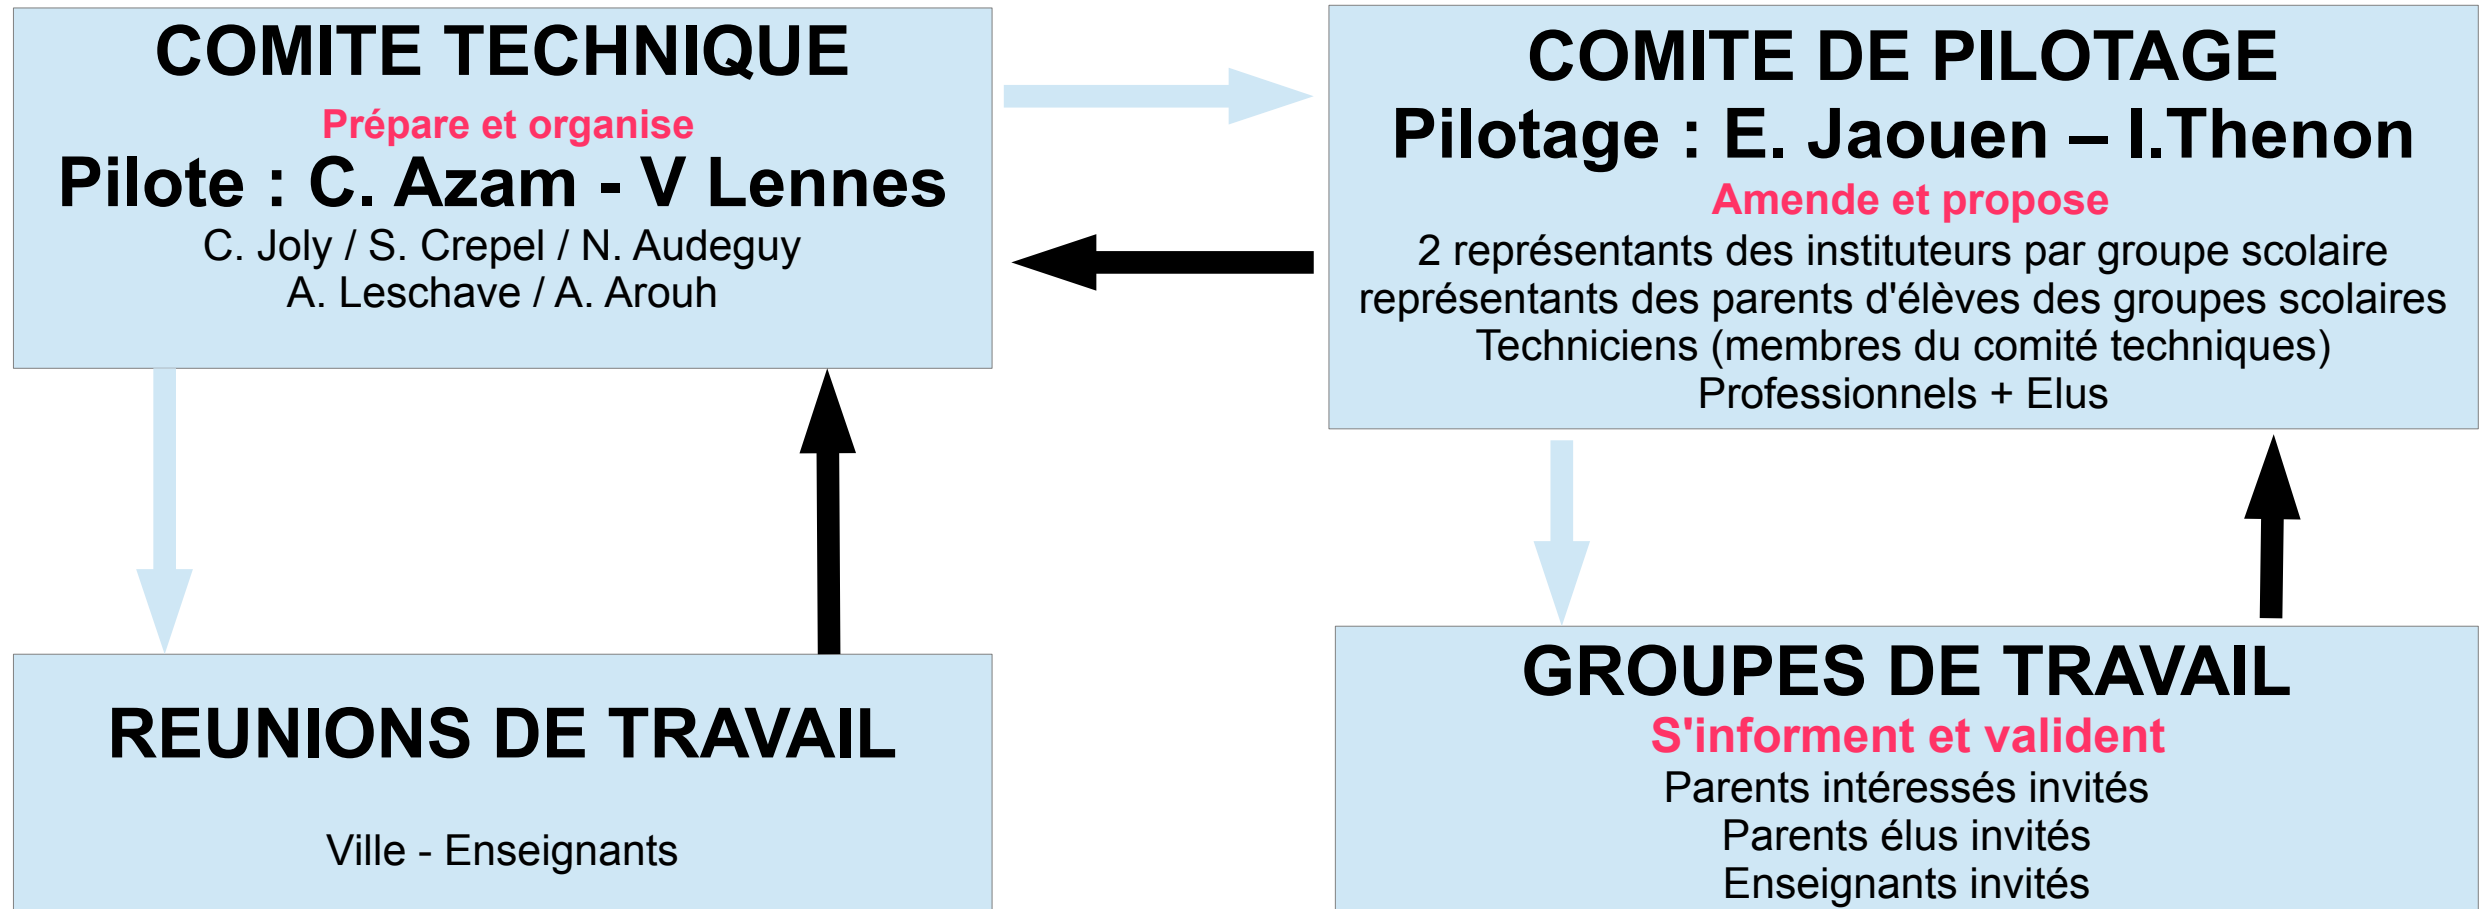 COMITE TECHNIQUE
Prépare et organise
Pilote : C. Azam - V Lennes
C. Joly / S. Crepel / N. Audeguy
A. Leschave / A. Arouh
COMITE DE PILOTAGE
Pilotage : E. Jaouen – I.Thenon
Amende et propose
2 représentants des instituteurs par groupe scolaire
représentants des parents d'élèves des groupes scolaires
Techniciens (membres du comité techniques)
Professionnels + Elus
REUNIONS DE TRAVAIL
Ville - Enseignants
GROUPES DE TRAVAIL
S'informent et valident
Parents intéressés invités
Parents élus invités
Enseignants invités